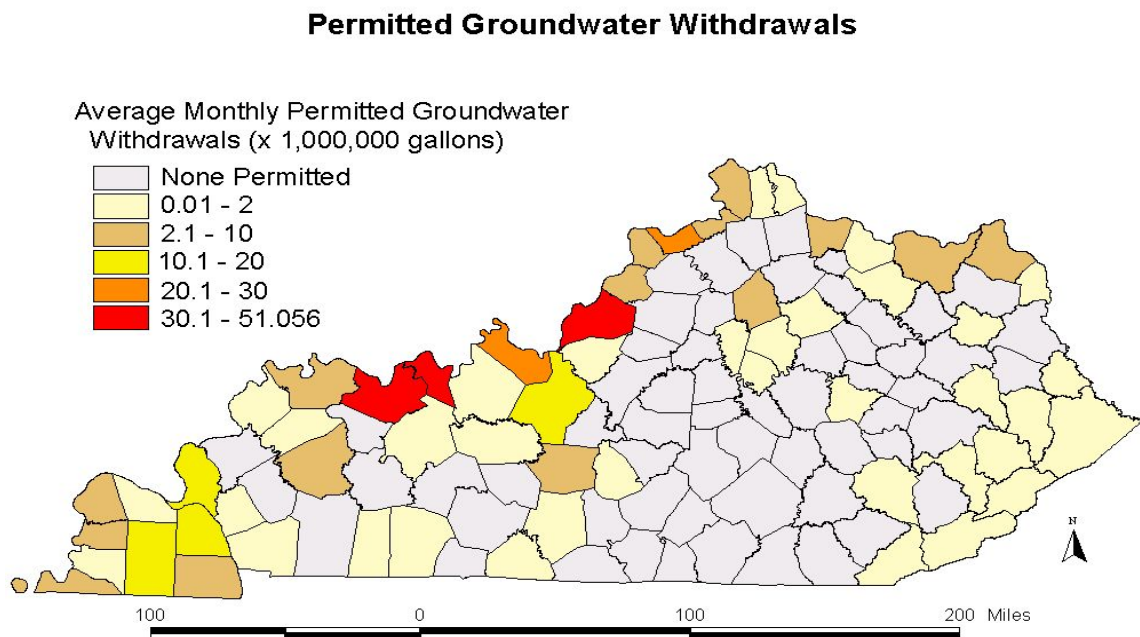 Permitted Groundwater Withdrawals
Average Monthly Permitted Groundwater
Withdrawals (x 1,000,000 gallons)
None Permitted
0.01 - 2
2.1 - 10
10.1 - 20
20.1 - 30
30.1 - 51.056
N
100 0 100 200 Miles